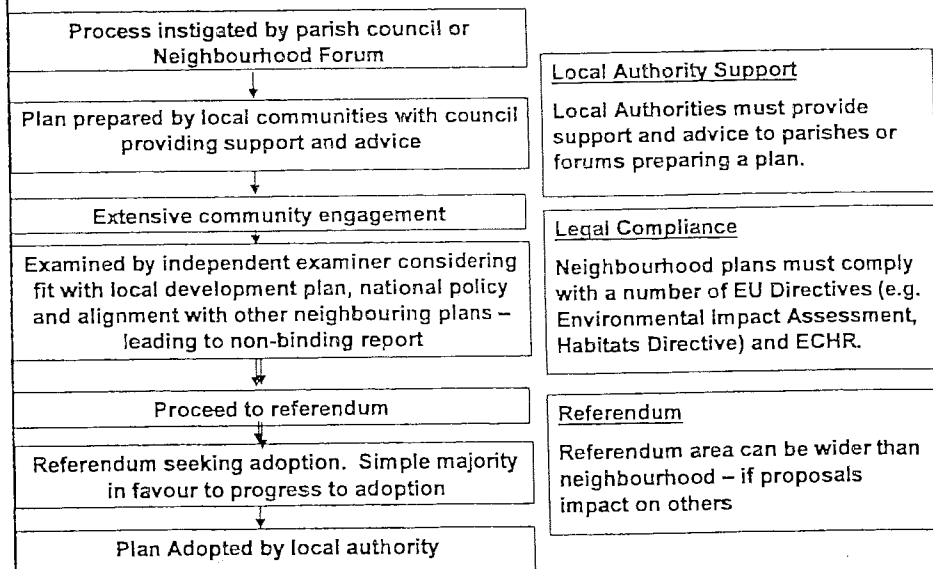 Process instigated by parish council or
Neighbourhood Forum
Plan prepared by local communities with council
providing support and advice
Extensive community engagement
Examined by independent examiner considering
fit with local development plan, national policy
and alignment with other neighbouring plans –
leading to non-binding report
Proceed to referendum
Referendum seeking adoption. Simple majority
in favour to progress to adoption
Plan Adopted by local authority
Local Authority Support
Local Authorities must provide
support and advice to parishes or
forums preparing a plan.
Legal Compliance
Neighbourhood plans must comply
with a number of EU Directives (e.g.
Environmental Impact Assessment,
Habitats Directive) and ECHR.
Referendum
Referendum area can be wider than
neighbourhood – if proposals
impact on others